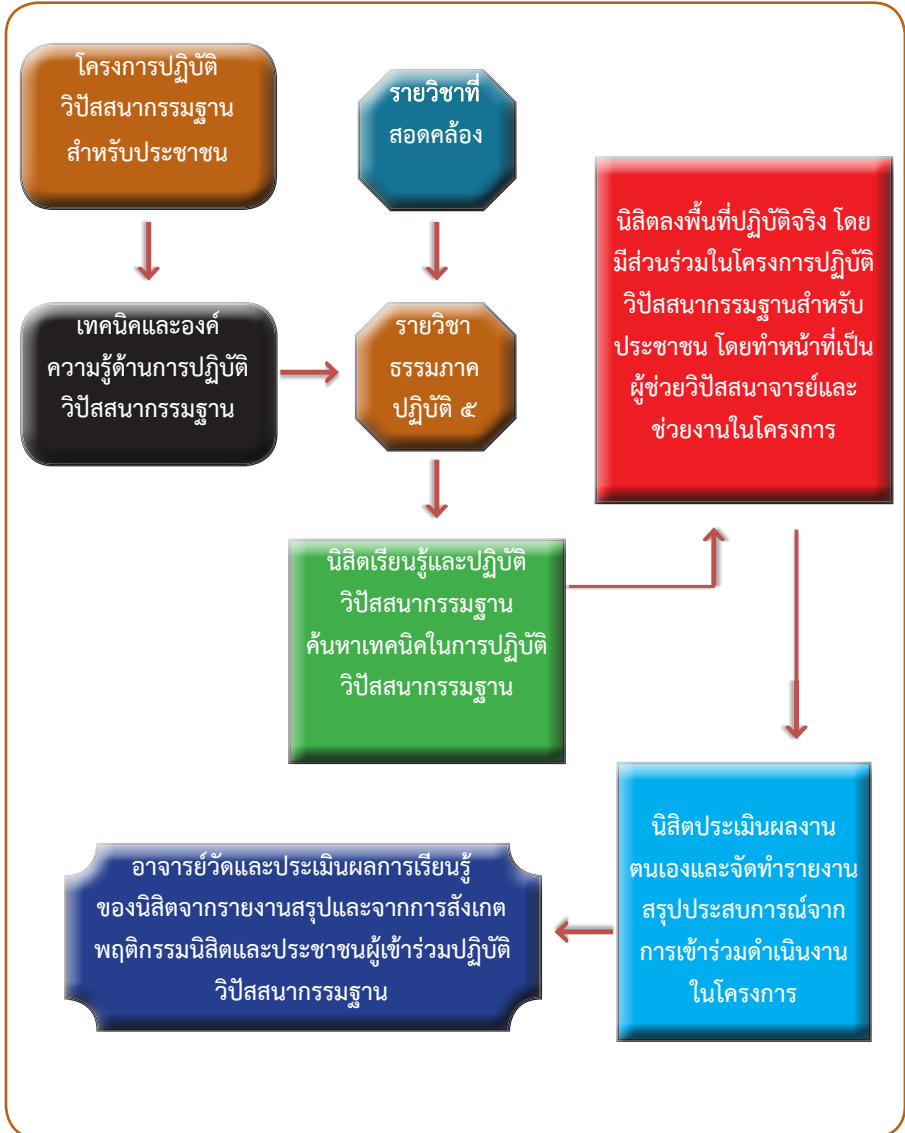 โครงการปฏิบัติ
วิปัสสนากรรมฐาน
สำหรับประชาชน
รายวิชาที่
สอดคล้อง
เทคนิคและองค์
ความรู้ด้านการปฏิบัติ
วิปัสสนากรรมฐาน
รายวิชา
ธรรมภาค
ปฏิบัติ ๕
นิสิตเรียนรู้และปฏิบัติ
วิปัสสนากรรมฐาน
ค้นหาเทคนิคในการปฏิบัติ
วิปัสสนากรรมฐาน
นิสิตลงพื้นที่ปฏิบัติจริง โดย
มีส่วนร่วมในโครงการปฏิบัติ
วิปัสสนากรรมฐานสำหรับ
ประชาชน โดยทำหน้าที่เป็น
ผู้ช่วยวิปัสสนาจารย์และ
ช่วยงานในโครงการ
นิสิตประเมินผลงาน
ตนเองและจัดทำรายงาน
สรุปประสบการณ์จาก
การเข้าร่วมดำเนินงาน
ในโครงการ
อาจารย์วัดและประเมินผลการเรียนรู้
ของนิสิตจากรายงานสรุปและจากการสังเกต
พฤติกรรมนิสิตและประชาชนผู้เข้าร่วมปฏิบัติ
วิปัสสนากรรมฐาน